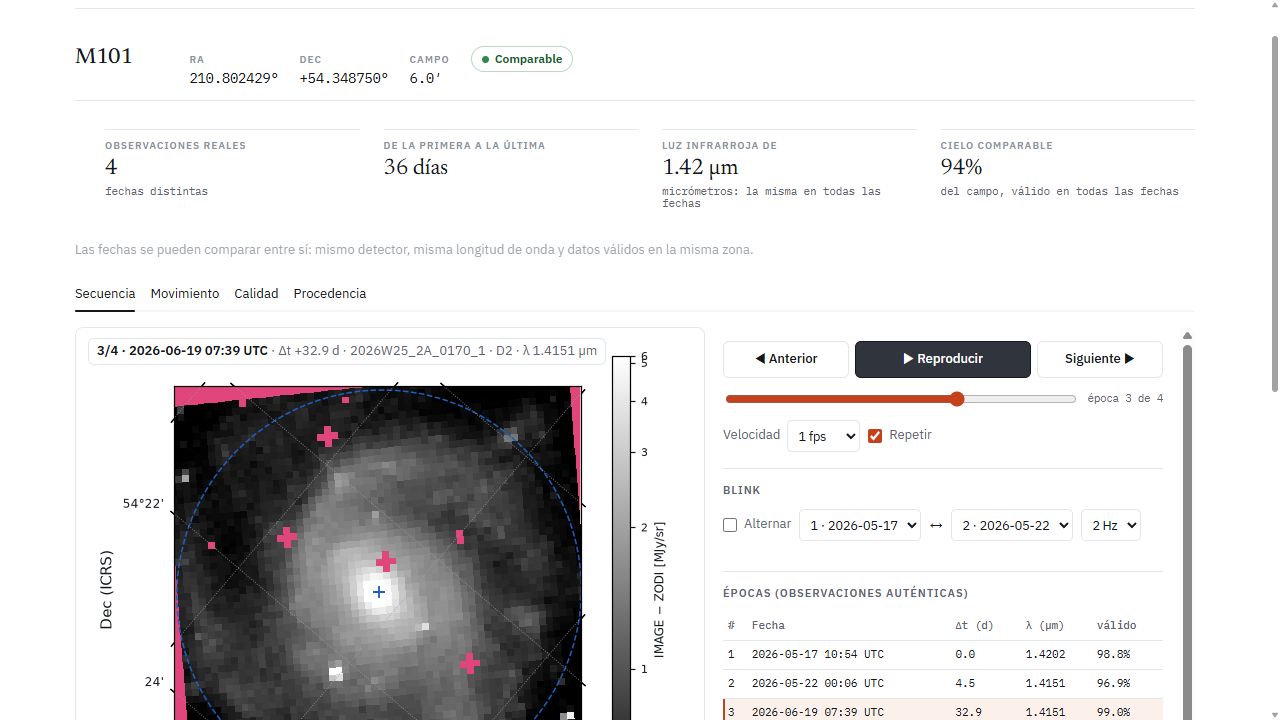 M101
RA
210.802429°
DEC
+54.348750°
CAMPO
6.0′
Comparable
OBSERVACIONES REALES
4
fechas distintas
DE LA PRIMERA A LA ÚLTIMA
36 días
LUZ INFRARROJA DE
1.42 µm
micrómetros: la misma en todas las
fechas
CIELO COMPARABLE
94%
del campo, válido en todas las fechas
Las fechas se pueden comparar entre sí: mismo detector, misma longitud de onda y datos válidos en la misma zona.
Secuencia Movimiento Calidad Procedencia
3/4 · 2026-06-19 07:39 UTC · Δt +32.9 d · 2026W25_2A_0170_1 · D2 · λ 1.4151 µm
6
5
4
3
2
1
IMAGE − ZODI [MJy/sr]
54°22'
24'
Dec (ICRS)
◀ Anterior
▶ Reproducir
Siguiente ▶
época 3 de 4
Velocidad 1 fps Repetir
BLINK
Alternar 1 · 2026-05-17 ↔ 2 · 2026-05-22 2 Hz
ÉPOCAS (OBSERVACIONES AUTÉNTICAS)
# Fecha Δt (d) λ (µm) válido
1 2026-05-17 10:54 UTC 0.0 1.4202 98.8%
2 2026-05-22 00:06 UTC 4.5 1.4151 96.9%
3 2026-06-19 07:39 UTC 32.9 1.4151 99.0%